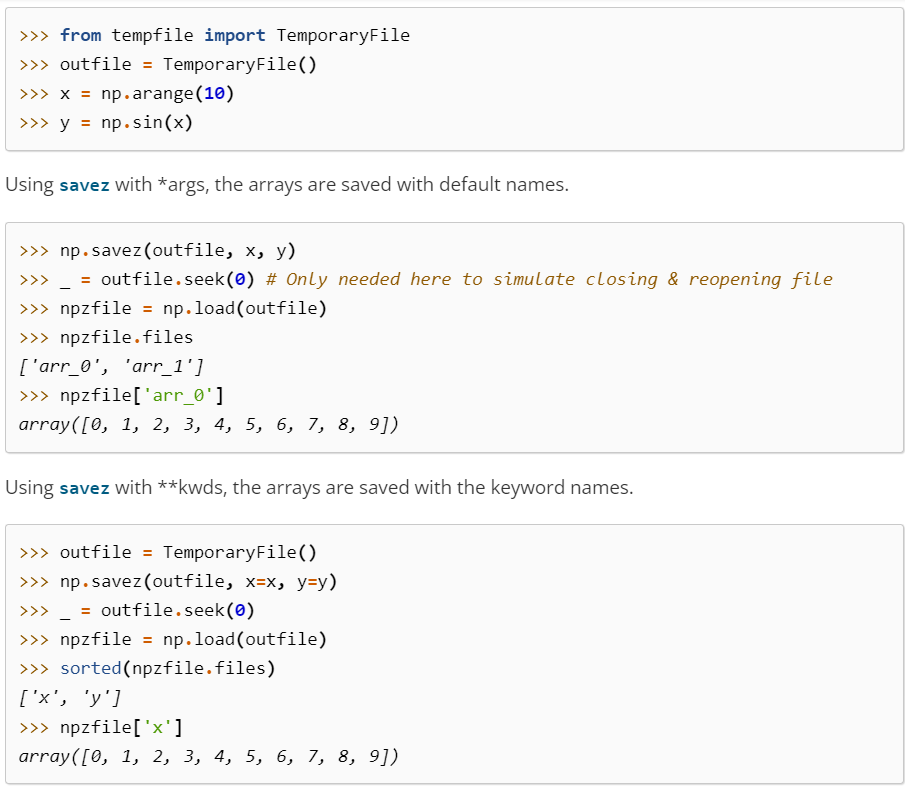 >>> from tempfile import TemporaryFile
>>> outfile = TemporaryFile()
>>> x = np.arange(10)
>>> y = np.sin(x)
Using savez with *args, the arrays are saved with default names.
>>> np.savez(outfile, x, y)
>>> _ = outfile.seek(0) # Only needed here to simulate closing & reopening file
>>> npzfile = np.load(outfile)
>>> npzfile.files
['arr_0', 'arr_1']
>>> npzfile['arr_0']
array([0, 1, 2, 3, 4, 5, 6, 7, 8, 9])
Using savez with **kwds, the arrays are saved with the keyword names.
>>> outfile = TemporaryFile()
>>> np.savez(outfile, x=x, y=y)
>>> _ = outfile.seek(0)
>>> npzfile = np.load(outfile)
>>> sorted(npzfile.files)
['x', 'y']
>>> npzfile['x']
array([0, 1, 2, 3, 4, 5, 6, 7, 8, 9])